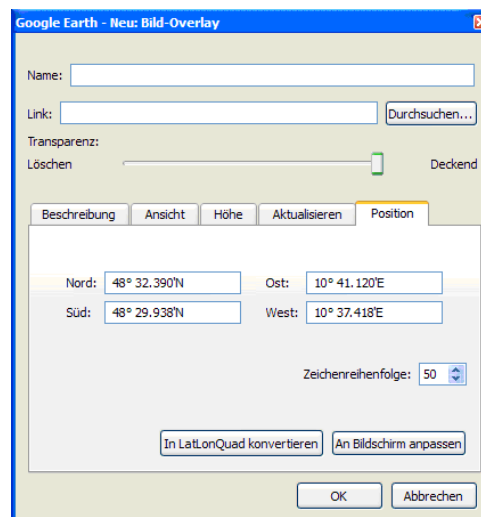 Google Earth - Neu: Bild-Overlay
Name:
Link:
Durchsuchen...
Transparenz:
Löschen Deckend
Beschreibung Ansicht Höhe Aktualisieren Position
Nord: 48° 32.390'N Ost: 10° 41.120'E
Süd: 48° 29.938'N West: 10° 37.418'E
Zeichenreihenfolge: 50
In LatLonQuad konvertieren An Bildschirm anpassen
OK Abbrechen